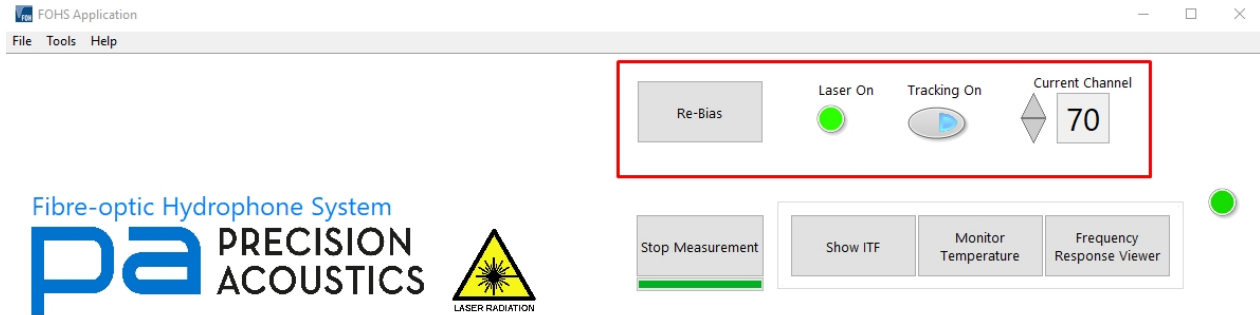 FOH FOHS Application
File Tools Help
Laser On Tracking On Current Channel
Re-Bias 70
Fibre-optic Hydrophone System
pa PRECISION
ACOUSTICS
LASER RADIATION
Stop Measurement
Show ITF
Monitor
Temperature
Frequency
Response Viewer